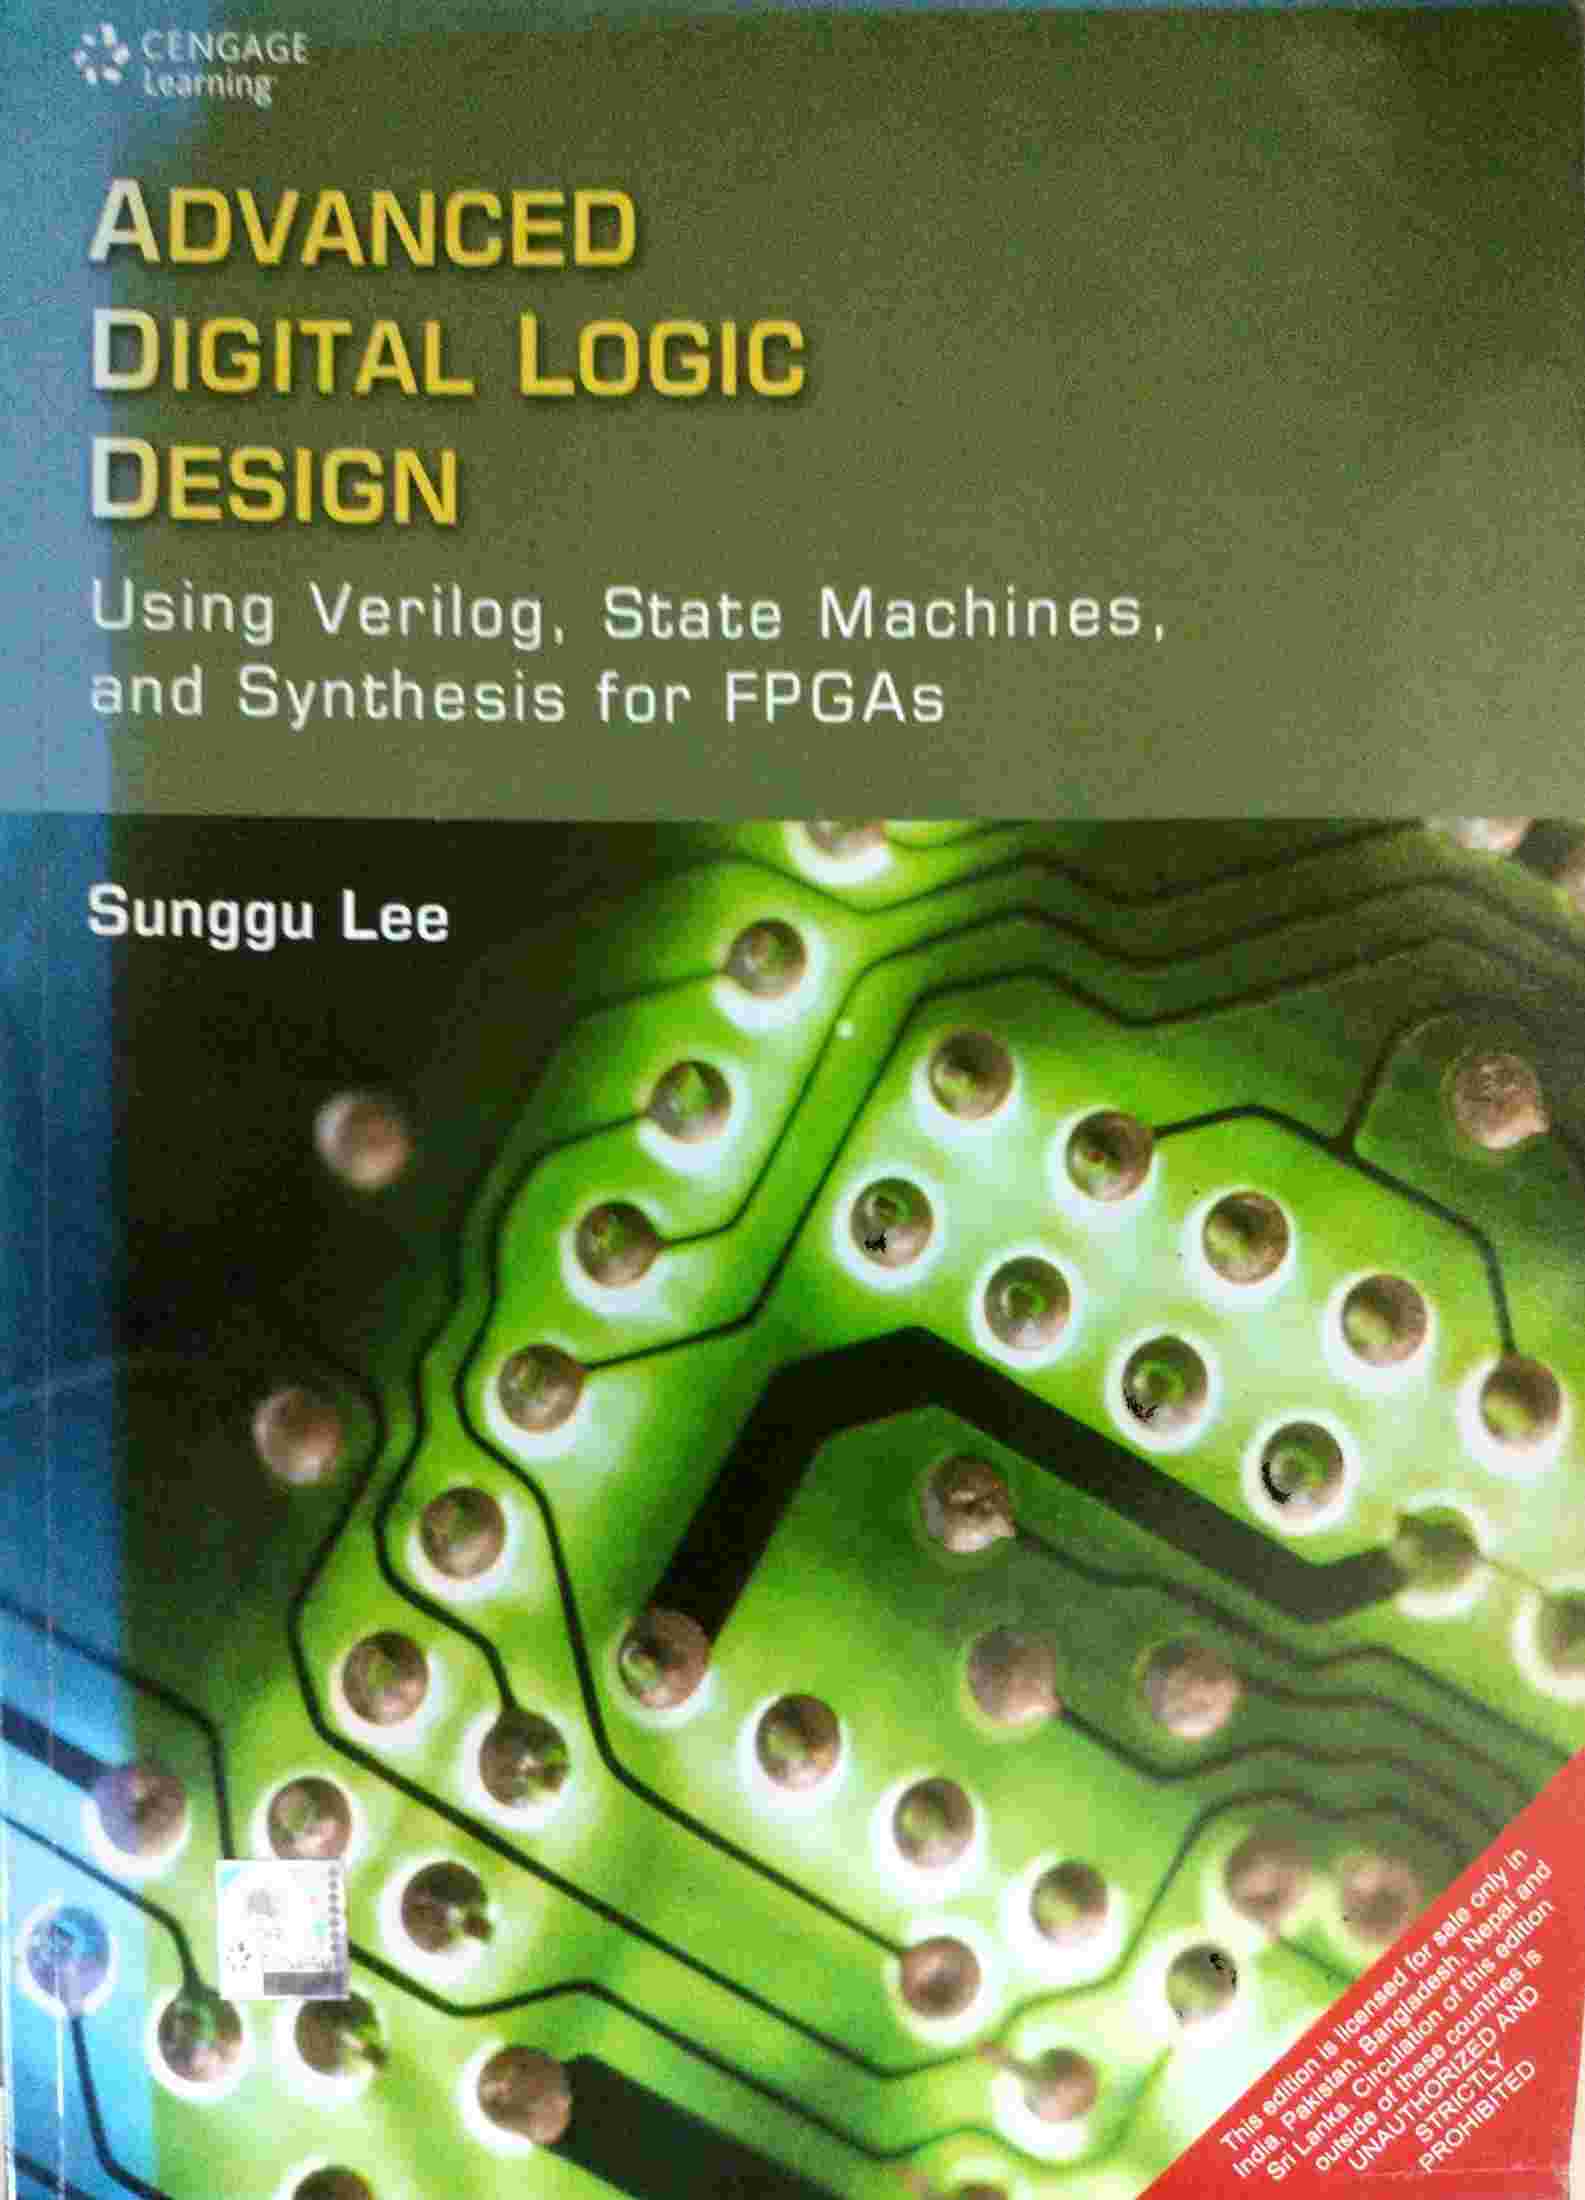 CENGAGE
Learning
ADVANCED
DIGITAL LOGIC
DESIGN
Using Verilog, State Machines,
and Synthesis for FPGAs
Sunggu Lee
This edition is licensed for sale only in
India, Pakistan, Bangladesh, Nepal and
Sri Lanka. Circulation of this edition
outside of these countries is
UNAUTHORIZED AND
STRICTLY
PROHIBITED